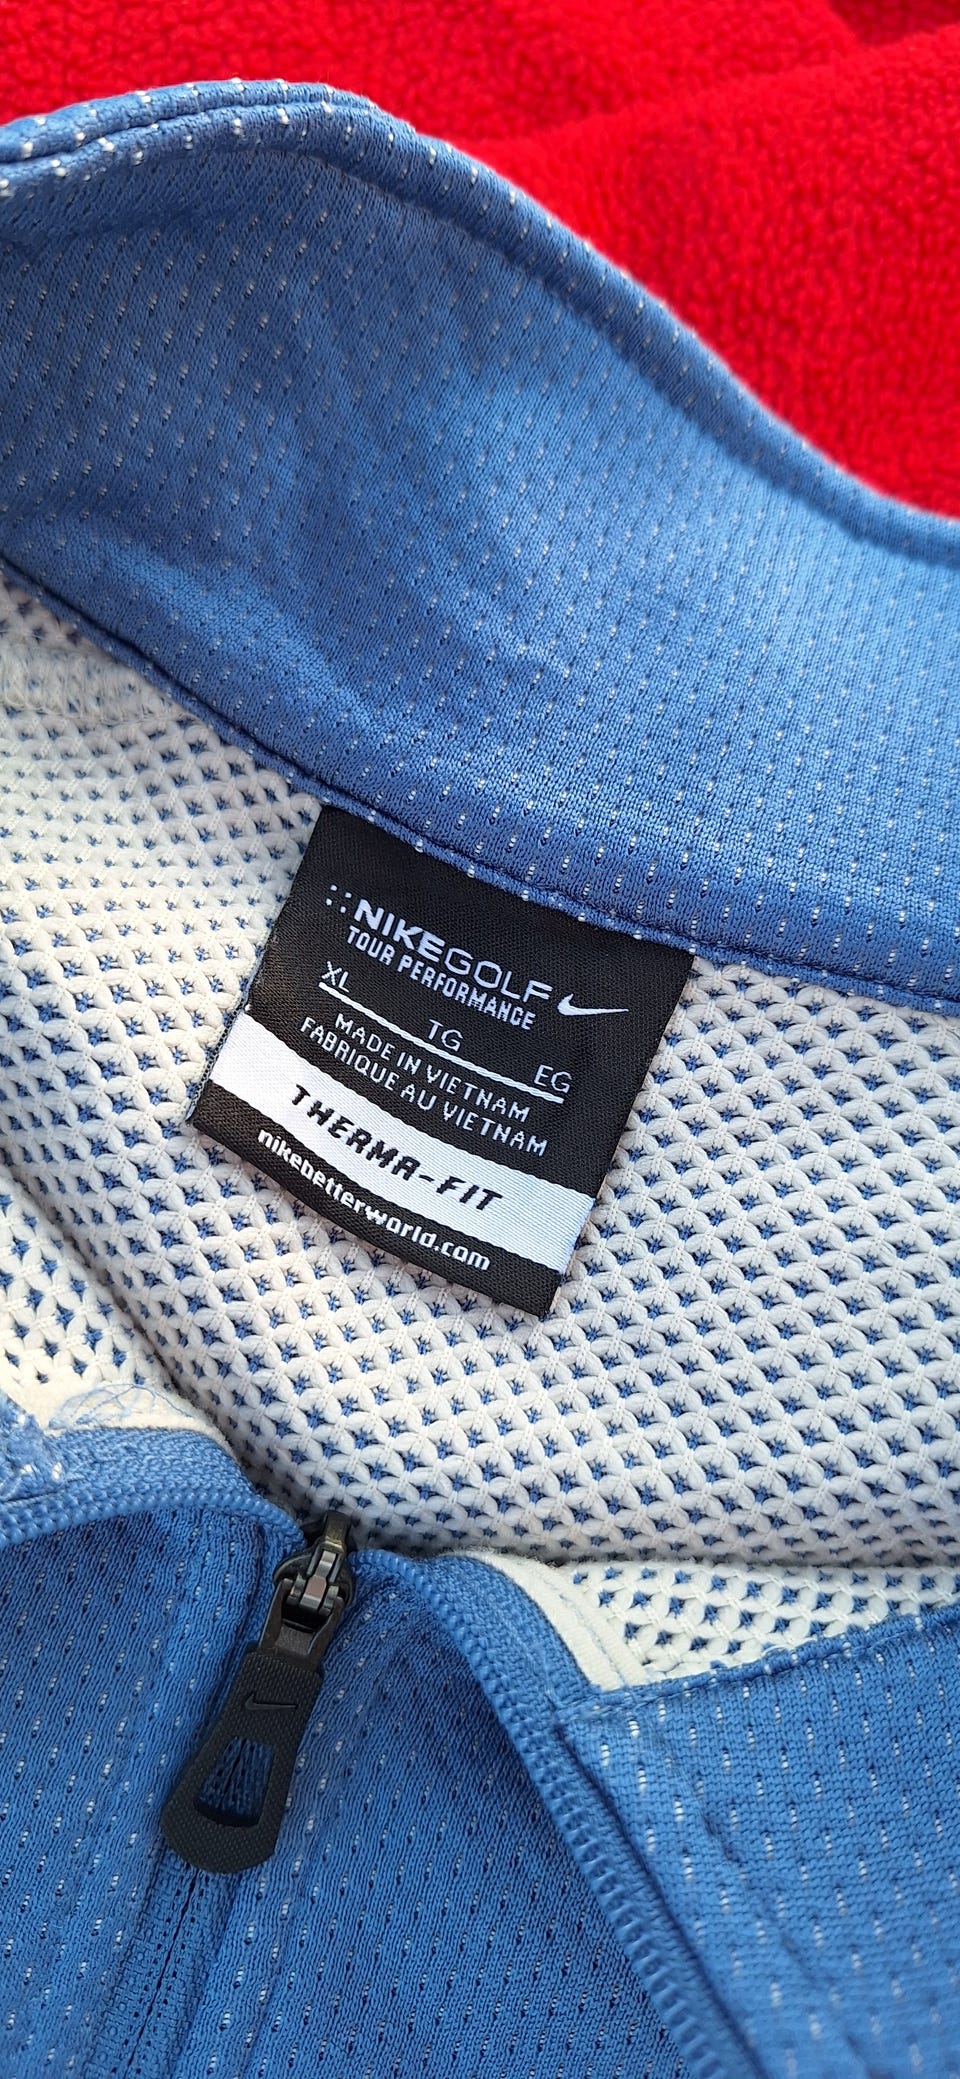 NIKEGOLF
TOUR PERFORMANCE
XL TG EG
MADE IN VIETNAM
FABRIQUE AU VIETNAM
THERMA-FIT
nikebetterworld.com